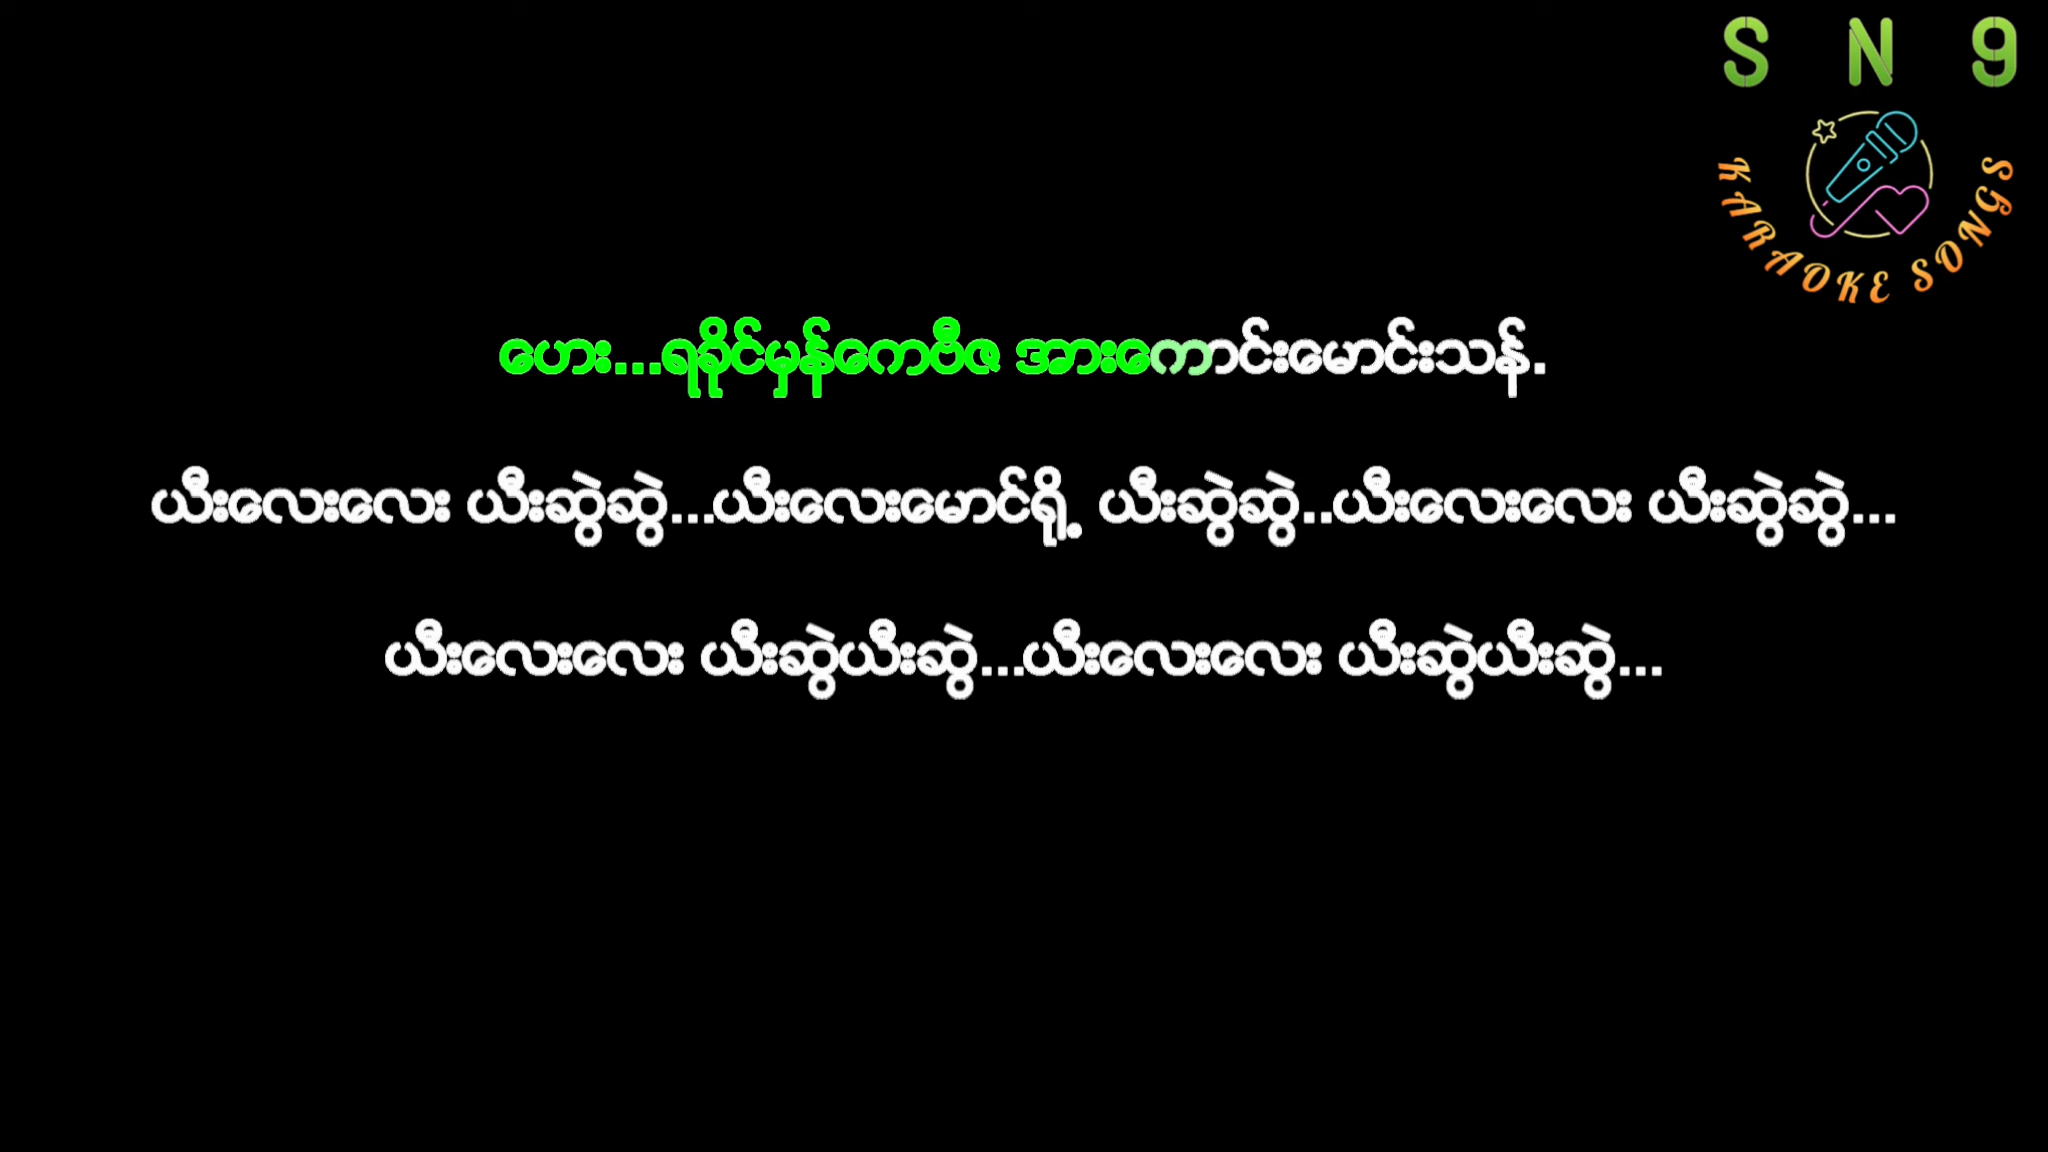 S N 9
KARAOKE SONGS
ဟေး...ရခိုင်မှန်ကေဗီဇ အားကောင်းမောင်းသန်.
ယီးလေးလေး ယီးဆွဲဆွဲ...ယီးလေးမောင်ရို့ ယီးဆွဲဆွဲ..ယီးလေးလေး ယီးဆွဲဆွဲ...
ယီးလေးလေး ယီးဆွဲယီးဆွဲ...ယီးလေးလေး ယီးဆွဲယီးဆွဲ...